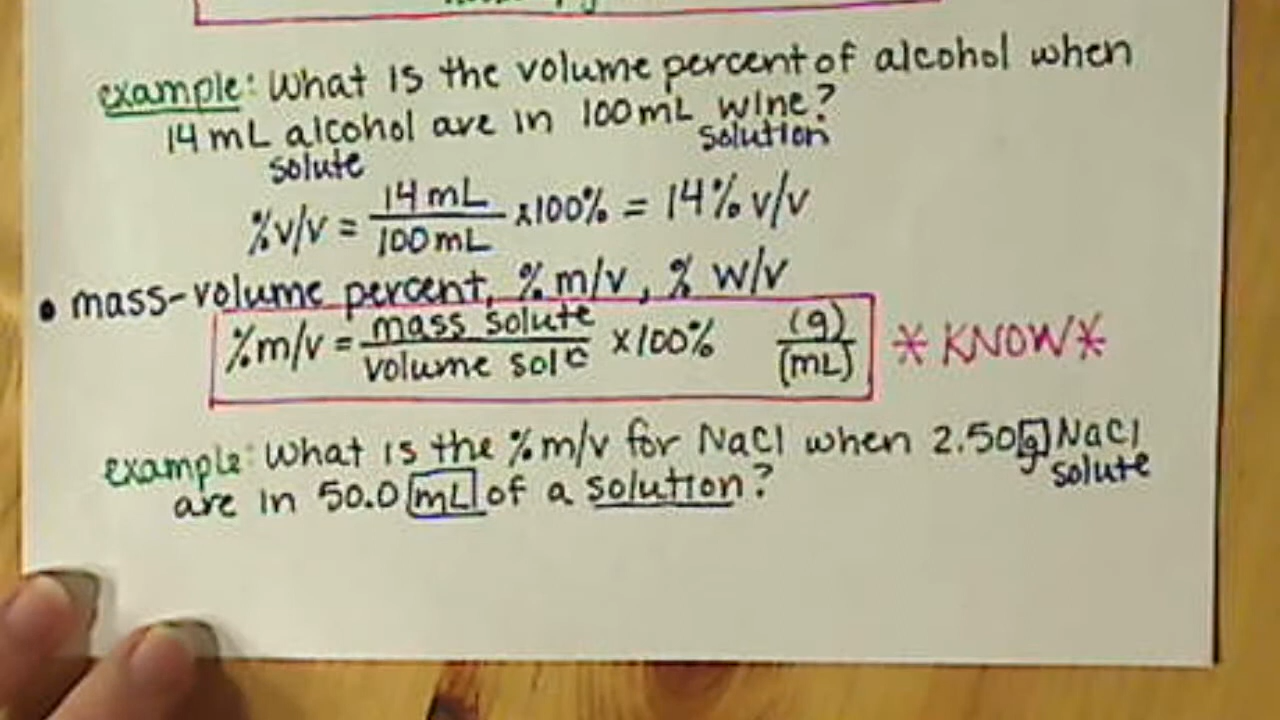 example: What is the volume percent of alcohol when
14 mL alcohol are in 100 mL wine?
solute solution
%v/v = 14 mL / 100 mL x100% = 14% v/v
• mass-volume percent, % m/v, % w/v
%m/v = mass solute / volume solⁿ x100% (g) / (mL) * KNOW *
example: What is the %m/v for NaCl when 2.50 g NaCl
solute
are in 50.0 mL of a solution?